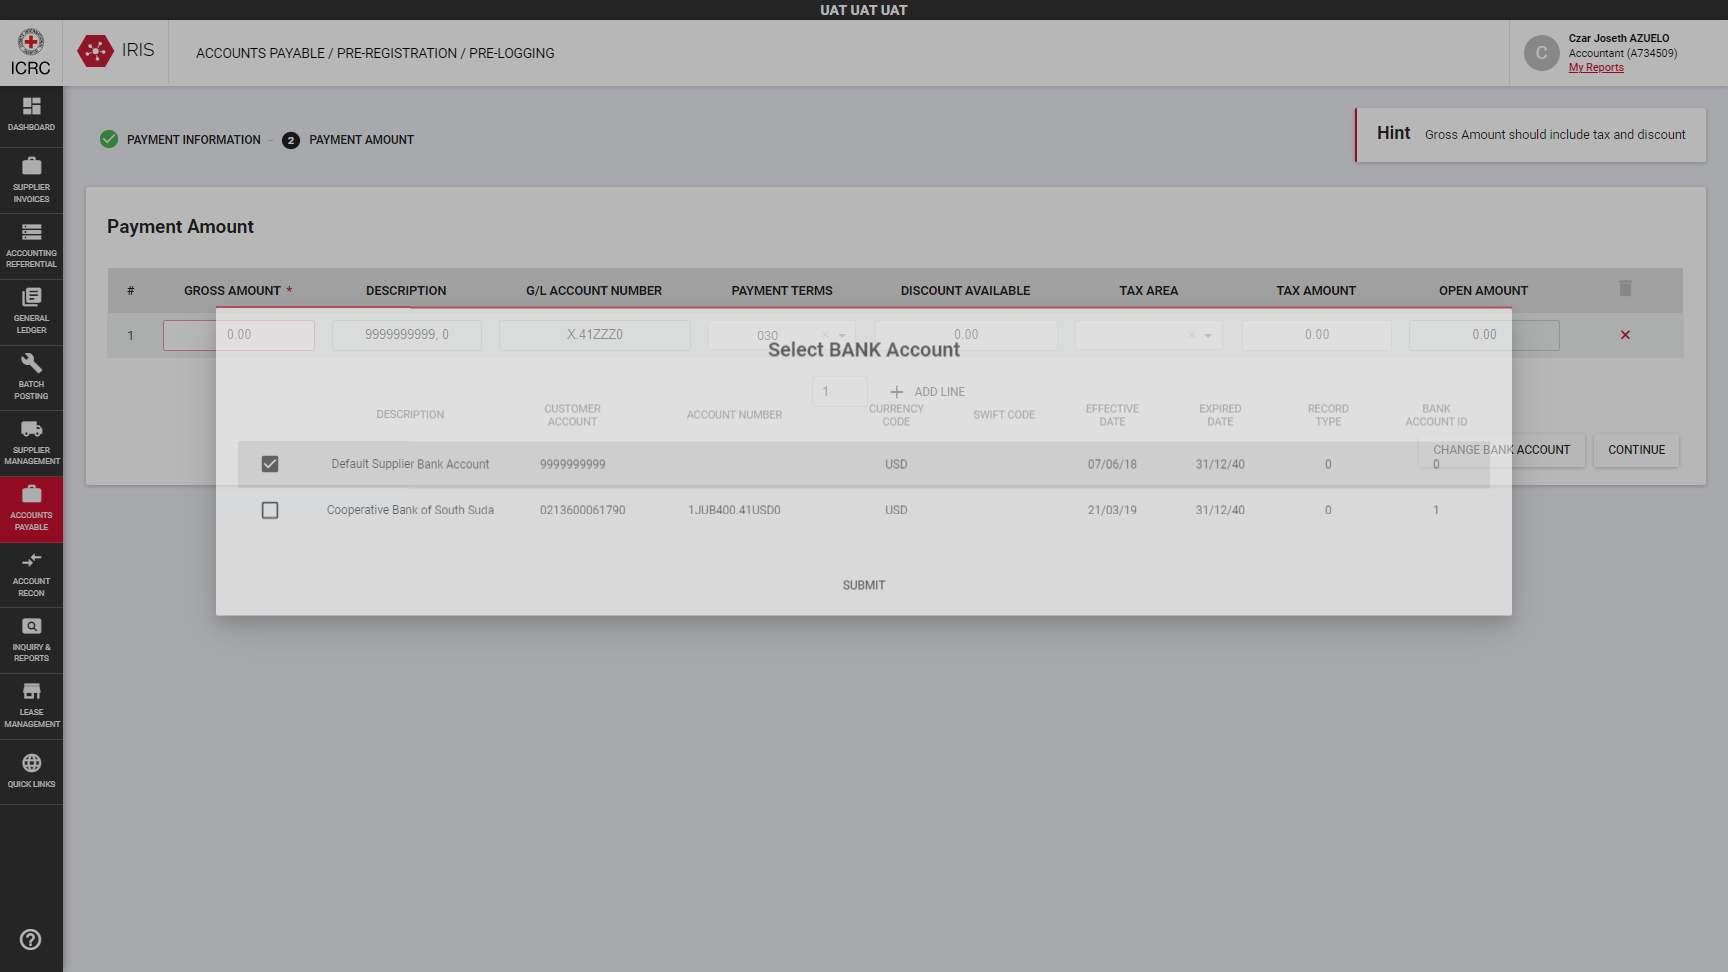 UAT UAT UAT
ICRC
IRIS
ACCOUNTS PAYABLE / PRE-REGISTRATION / PRE-LOGGING
C
Czar Joseth AZUELO
Accountant (A734509)
My Reports
DASHBOARD
SUPPLIER
INVOICES
ACCOUNTING
REFERENTIAL
GENERAL
LEDGER
BATCH
POSTING
SUPPLIER
MANAGEMENT
ACCOUNTS
PAYABLE
ACCOUNT
RECON
INQUIRY &
REPORTS
LEASE
MANAGEMENT
QUICK LINKS
PAYMENT INFORMATION
2 PAYMENT AMOUNT
Hint Gross Amount should include tax and discount
Payment Amount
# GROSS AMOUNT * DESCRIPTION G/L ACCOUNT NUMBER PAYMENT TERMS DISCOUNT AVAILABLE TAX AREA TAX AMOUNT OPEN AMOUNT
1 0.00 9999999999, 0 X.41ZZZ0 030 0.00 0.00 0.00
Select BANK Account
1 ADD LINE
DESCRIPTION CUSTOMER ACCOUNT ACCOUNT NUMBER CURRENCY CODE SWIFT CODE EFFECTIVE DATE EXPIRED DATE RECORD TYPE BANK ACCOUNT ID
CHANGE BANK ACCOUNT CONTINUE
Default Supplier Bank Account 9999999999 USD 07/06/18 31/12/40 0 0
Cooperative Bank of South Suda 0213600061790 1JUB400.41USD0 USD 21/03/19 31/12/40 0 1
SUBMIT